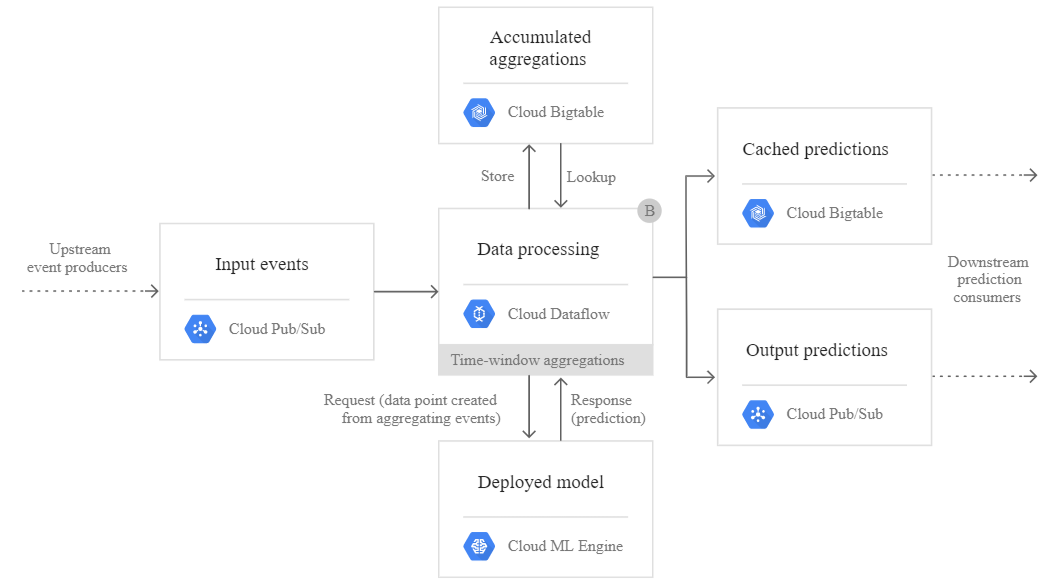 Accumulated
aggregations
Cloud Bigtable
Store
Lookup
Upstream
event producers
Input events
Cloud Pub/Sub
B
Data processing
Cloud Dataflow
Time-window aggregations
Request (data point created
from aggregating events)
Response
(prediction)
Deployed model
Cloud ML Engine
Cached predictions
Cloud Bigtable
Downstream
prediction
consumers
Output predictions
Cloud Pub/Sub